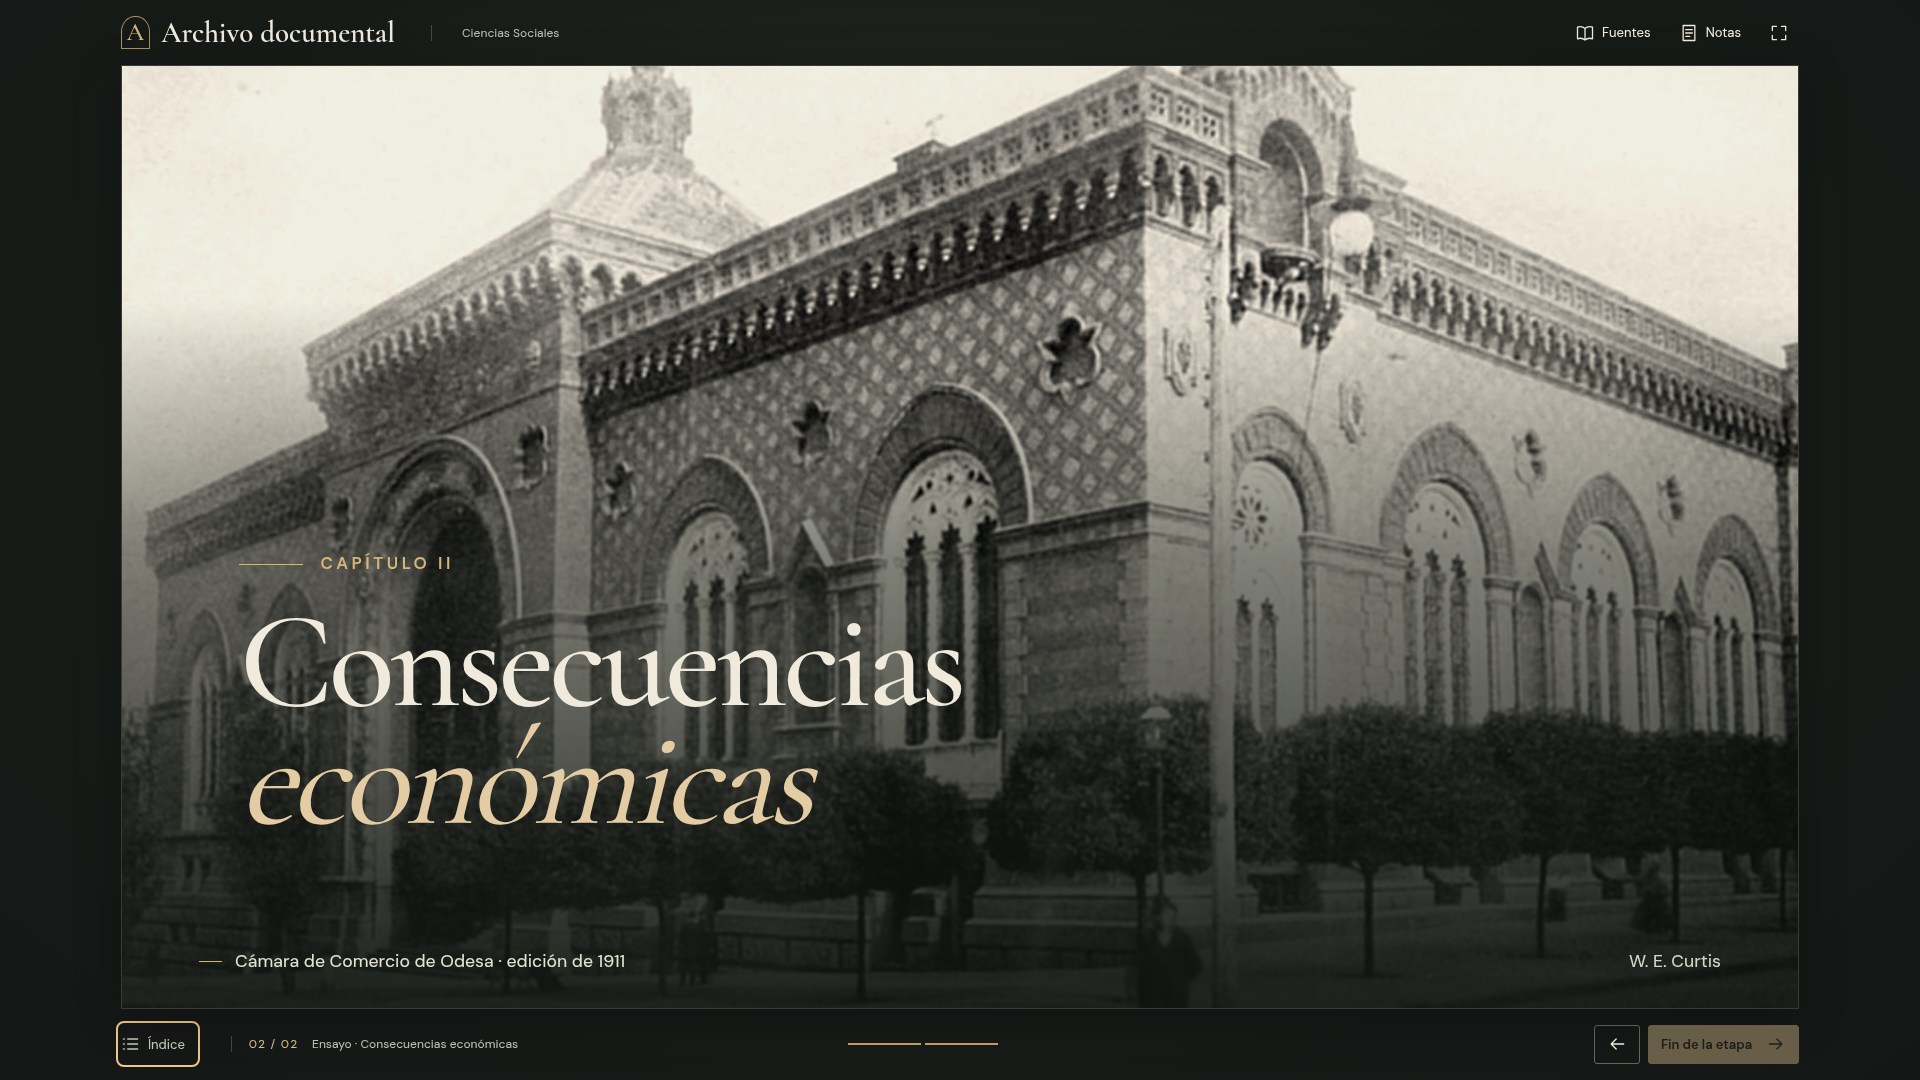 A Archivo documental
Ciencias Sociales
Fuentes
Notas
CAPÍTULO II
Consecuencias
económicas
Cámara de Comercio de Odesa · edición de 1911
W. E. Curtis
Índice
02 / 02
Ensayo · Consecuencias económicas
Fin de la etapa